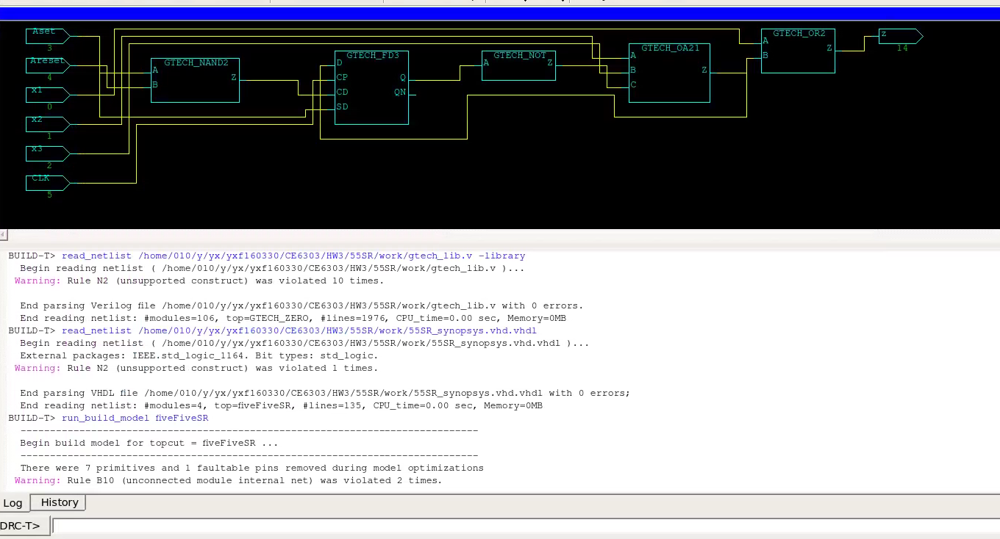 Aset
3
Areset
4
x1
0
x2
1
x3
2
CLK
5
GTECH_NAND2
A
B
Z
GTECH_FD3
D
CP
CD
SD
Q
QN
GTECH_NOT
A
Z
GTECH_OA21
A
B
C
Z
GTECH_OR2
A
B
Z
z
14
BUILD-T> read_netlist /home/010/y/yx/yxf160330/CE6303/HW3/55SR/work/gtech_lib.v -library
Begin reading netlist ( /home/010/y/yx/yxf160330/CE6303/HW3/55SR/work/gtech_lib.v )...
Warning: Rule N2 (unsupported construct) was violated 10 times.
End parsing Verilog file /home/010/y/yx/yxf160330/CE6303/HW3/55SR/work/gtech_lib.v with 0 errors.
End reading netlist: #modules=106, top=GTECH_ZERO, #lines=1976, CPU_time=0.00 sec, Memory=0MB
BUILD-T> read_netlist /home/010/y/yx/yxf160330/CE6303/HW3/55SR/work/55SR_synopsys.vhd.vhdl
Begin reading netlist ( /home/010/y/yx/yxf160330/CE6303/HW3/55SR/work/55SR_synopsys.vhd.vhdl )...
External packages: IEEE.std_logic_1164. Bit types: std_logic.
Warning: Rule N2 (unsupported construct) was violated 1 times.
End parsing VHDL file /home/010/y/yx/yxf160330/CE6303/HW3/55SR/work/55SR_synopsys.vhd.vhdl with 0 errors;
End reading netlist: #modules=4, top=fiveFiveSR, #lines=135, CPU_time=0.00 sec, Memory=0MB
BUILD-T> run_build_model fiveFiveSR
------------------------------------------------------------------------------
Begin build model for topcut = fiveFiveSR ...
------------------------------------------------------------------------------
There were 7 primitives and 1 faultable pins removed during model optimizations
Warning: Rule B10 (unconnected module internal net) was violated 2 times.
Log
History
DRC-T>